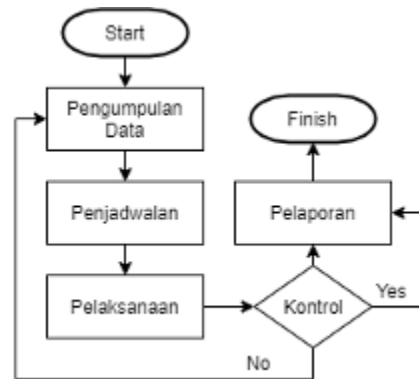 Start
Pengumpulan
Data
Penjadwalan
Pelaksanaan
Finish
Pelaporan
Kontrol
Yes
No